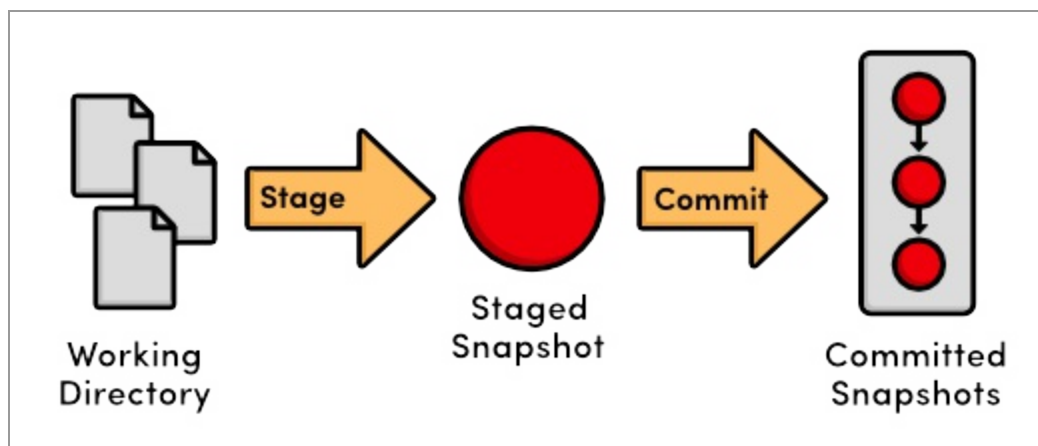 Stage
Commit
Staged
Snapshot
Working
Directory
Committed
Snapshots